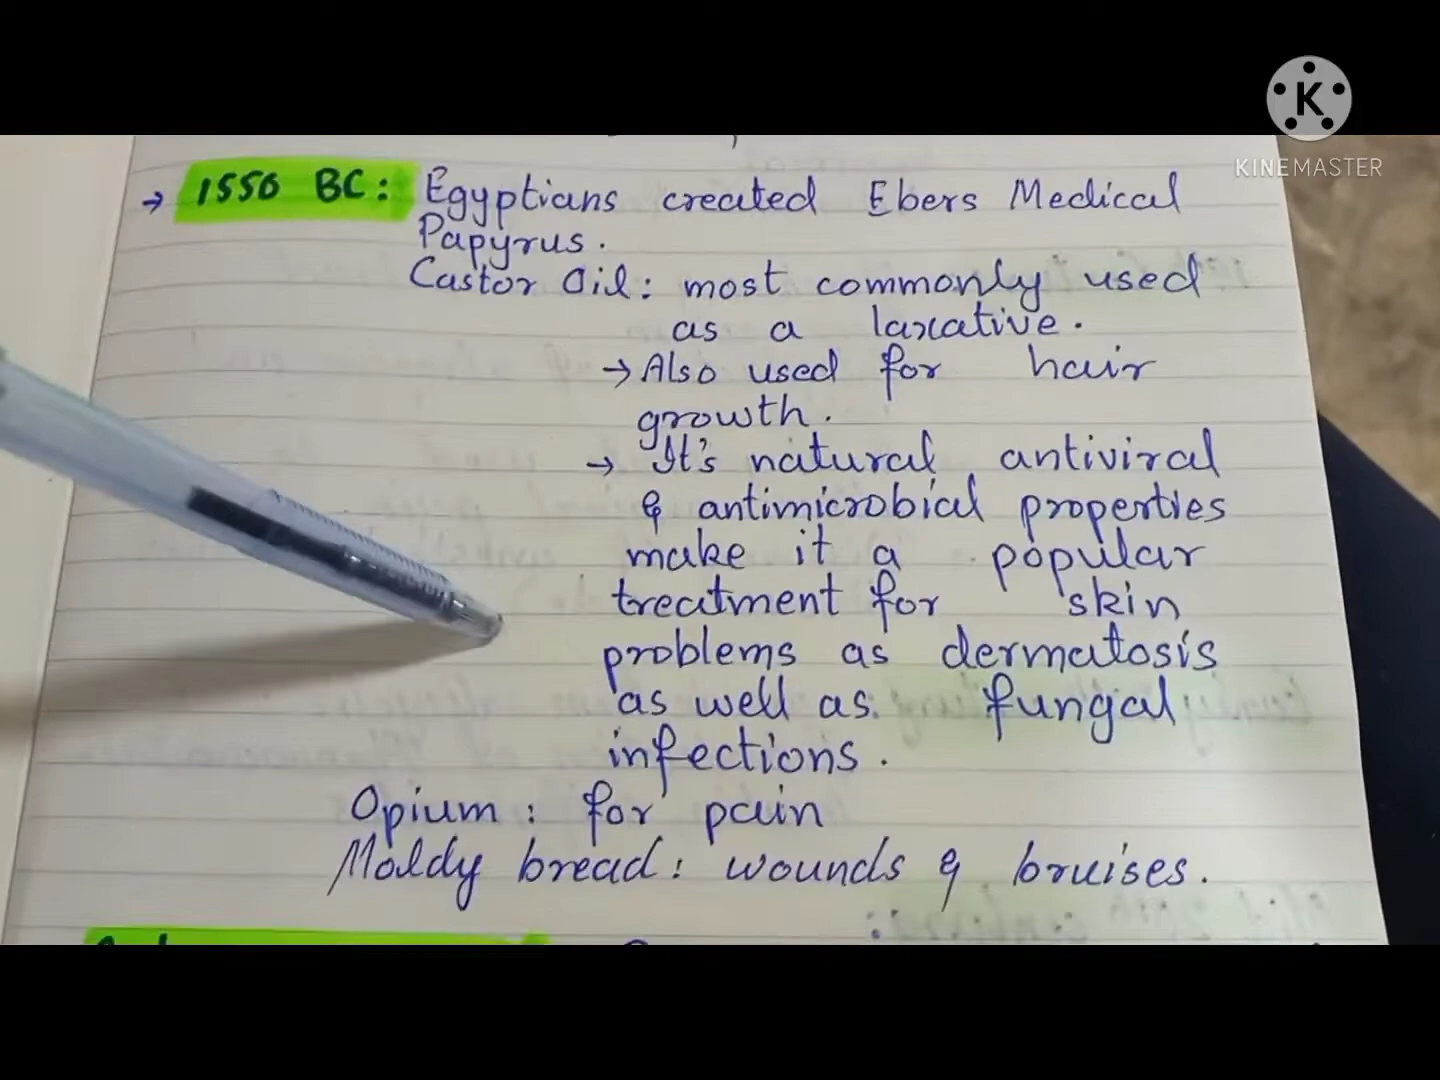 K
KINEMASTER
→ 1550 BC: Egyptians created Ebers Medical
Papyrus.
Castor Oil: most commonly used
as a laxative.
→ Also used for hair
growth.
→ It's natural antiviral
& antimicrobial properties
make it a popular
treatment for skin
problems as dermatosis
as well as fungal
infections.
Opium: for pain
Moldy bread: wounds & bruises.